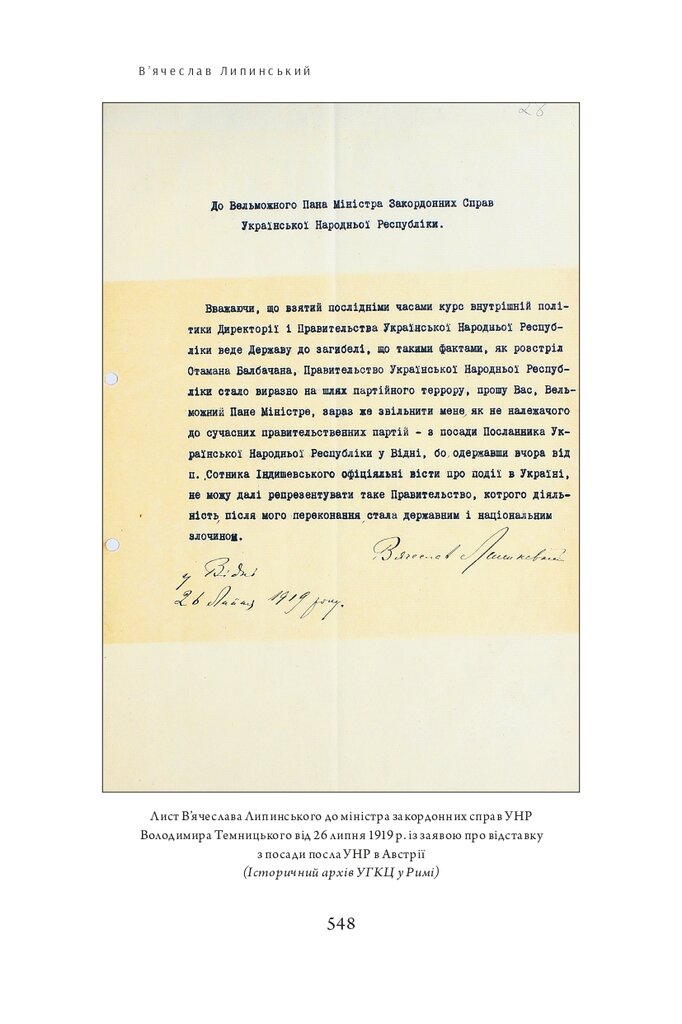 В’ячеслав Липинський
26
До Вельможного Пана Міністра Закордонних Справ
Української Народньої Республіки.
Вважаючи, що взятий послідніми часами курс внутрішній полі-
тики Директорії і Правительства Української Народньої Респуб-
ліки веде Державу до загибелі, що такими фактами, як розстріл
Отамана Балбачана, Правительство Української Народньої Респуб-
ліки стало виразно на шлях партійного террору, прошу Вас, Вель-
можний Пане Міністре, зараз же звільнити мене, як не належачого
до сучасних правительственних партій – з посади Посланника Ук-
раїнської Народньої Республіки у Відні, бо одержавши вчора від
п. Сотника Індишевського офіціяльні вісти про події в Україні,
не можу далі репрезентувати таке Правительство, котрого діяль-
ність після мого переконання стала державним і національним
злочином.
Вячеслав Липинський
у Відні
26 Липня 1919 року.
Лист В’ячеслава Липинського до міністра закордонних справ УНР
Володимира Темницького від 26 липня 1919 р. із заявою про відставку
з посади посла УНР в Австрії
(Історичний архів УГКЦ у Римі)
548